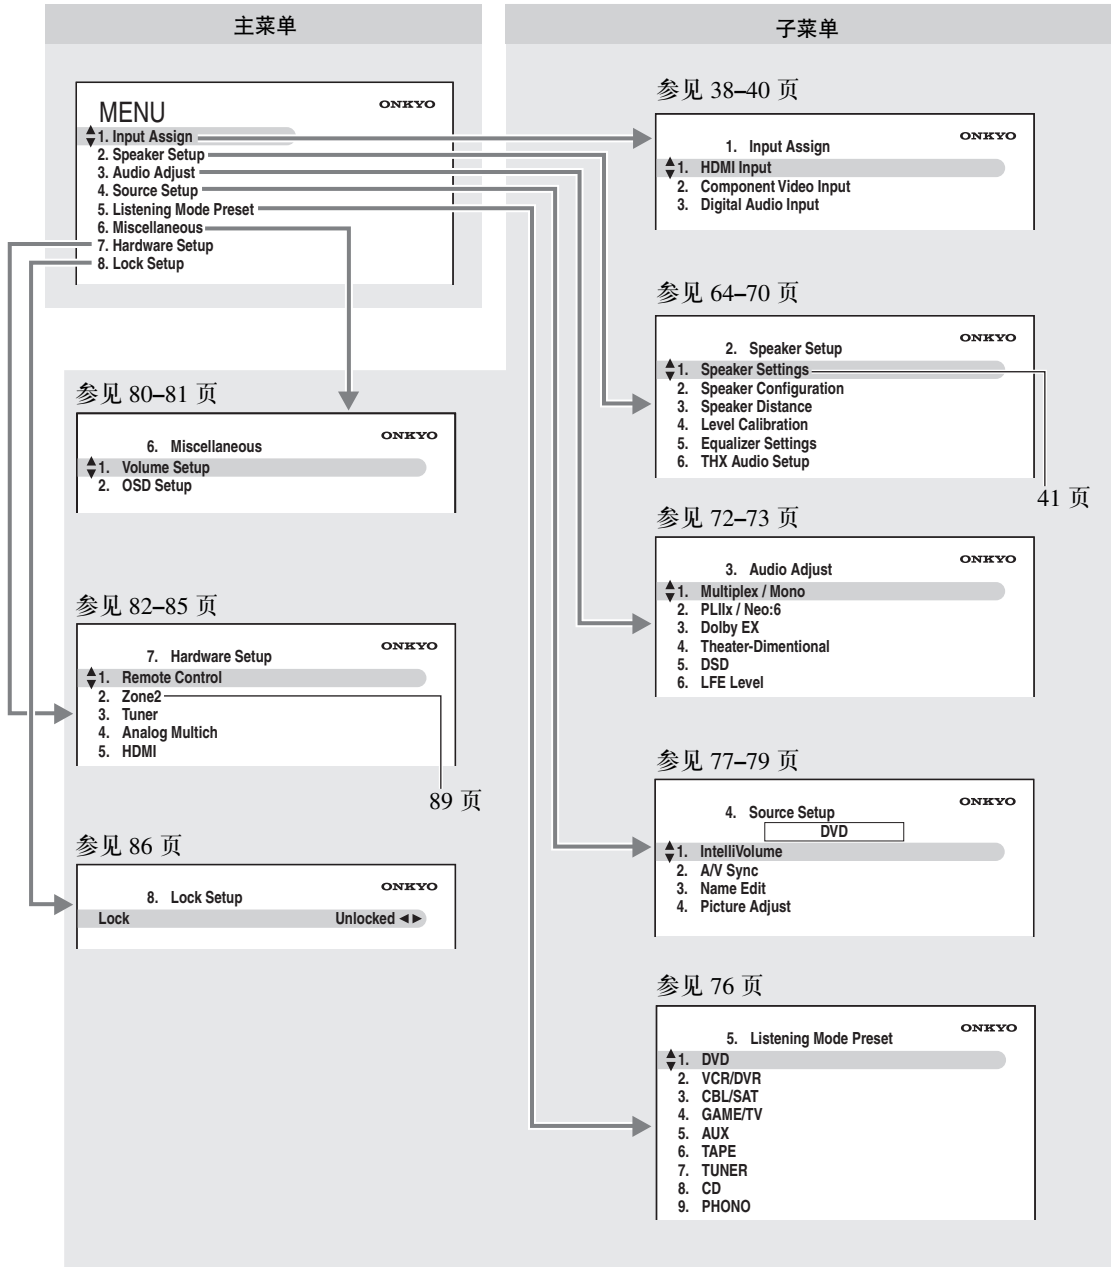 主菜单
MENU
ONKYO
1. Input Assign
2. Speaker Setup
3. Audio Adjust
4. Source Setup
5. Listening Mode Preset
6. Miscellaneous
7. Hardware Setup
8. Lock Setup
参见 80–81 页
ONKYO
6. Miscellaneous
1. Volume Setup
2. OSD Setup
参见 82–85 页
ONKYO
7. Hardware Setup
1. Remote Control
2. Zone2
3. Tuner
4. Analog Multich
5. HDMI
89 页
参见 86 页
ONKYO
8. Lock Setup
Lock Unlocked ◄►
子菜单
参见 38–40 页
ONKYO
1. Input Assign
1. HDMI Input
2. Component Video Input
3. Digital Audio Input
参见 64–70 页
ONKYO
2. Speaker Setup
1. Speaker Settings
2. Speaker Configuration
3. Speaker Distance
4. Level Calibration
5. Equalizer Settings
6. THX Audio Setup
41 页
参见 72–73 页
ONKYO
3. Audio Adjust
1. Multiplex / Mono
2. PLIIx / Neo:6
3. Dolby EX
4. Theater-Dimentional
5. DSD
6. LFE Level
参见 77–79 页
ONKYO
4. Source Setup
DVD
1. IntelliVolume
2. A/V Sync
3. Name Edit
4. Picture Adjust
参见 76 页
ONKYO
5. Listening Mode Preset
1. DVD
2. VCR/DVR
3. CBL/SAT
4. GAME/TV
5. AUX
6. TAPE
7. TUNER
8. CD
9. PHONO